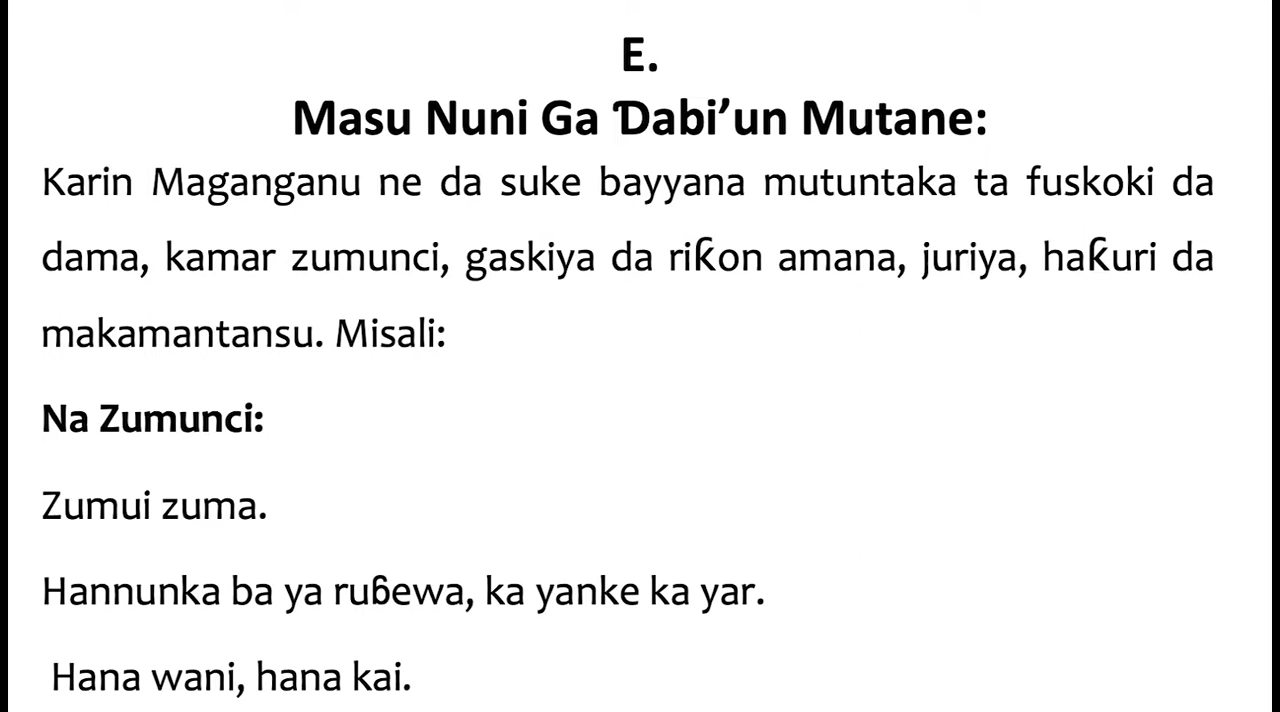 E.
Masu Nuni Ga Ɗabi’un Mutane:
Karin Maganganu ne da suke bayyana mutuntaka ta fuskoki da
dama, kamar zumunci, gaskiya da riƙon amana, juriya, haƙuri da
makamantansu. Misali:
Na Zumunci:
Zumui zuma.
Hannunka ba ya ruɓewa, ka yanke ka yar.
Hana wani, hana kai.